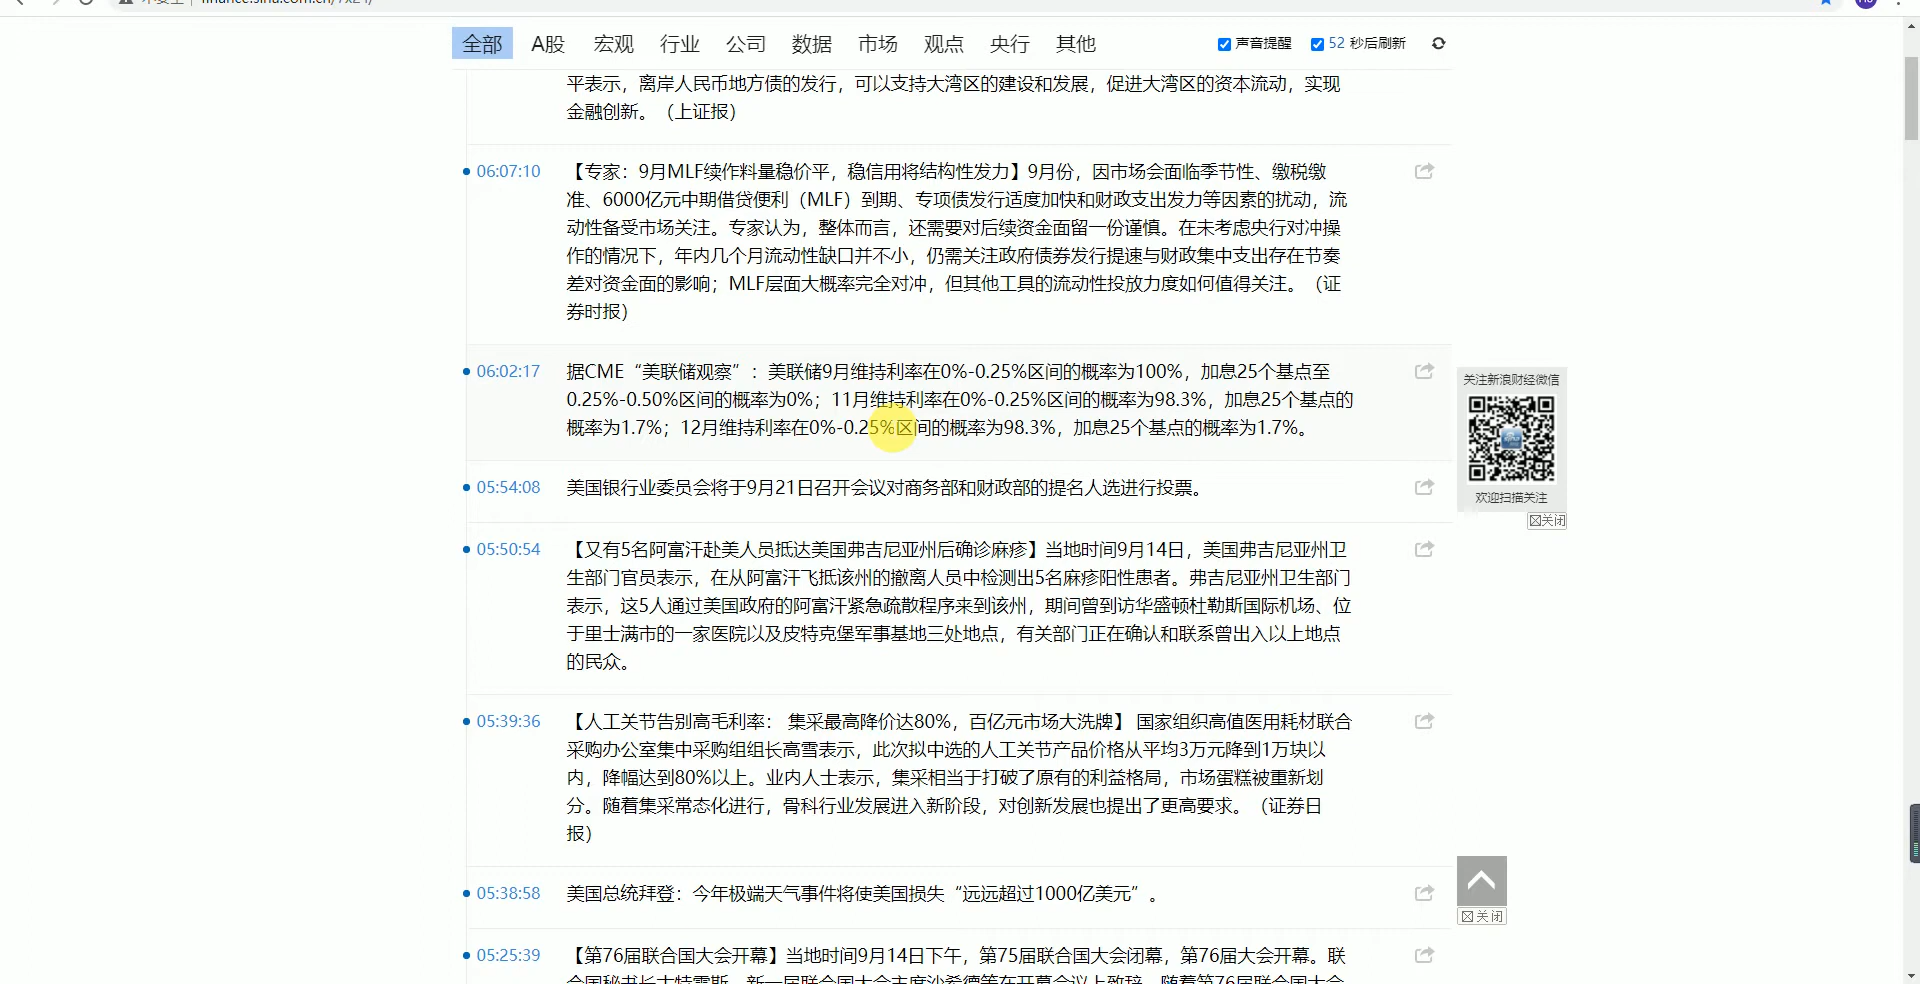 全部 A股 宏观 行业 公司 数据 市场 观点 央行 其他 声音提醒 52 秒后刷新
平表示，离岸人民币地方债的发行，可以支持大湾区的建设和发展，促进大湾区的资本流动，实现
金融创新。（上证报）
06:07:10 【专家：9月MLF续作料量稳价平，稳信用将结构性发力】9月份，因市场会面临季节性、缴税缴
准、6000亿元中期借贷便利（MLF）到期、专项债发行适度加快和财政支出发力等因素的扰动，流
动性备受市场关注。专家认为，整体而言，还需要对后续资金面留一份谨慎。在未考虑央行对冲操
作的情况下，年内几个月流动性缺口并不小，仍需关注政府债券发行提速与财政集中支出存在节奏
差对资金面的影响；MLF层面大概率完全对冲，但其他工具的流动性投放力度如何值得关注。（证
券时报）
06:02:17 据CME“美联储观察”：美联储9月维持利率在0%-0.25%区间的概率为100%，加息25个基点至
0.25%-0.50%区间的概率为0%；11月维持利率在0%-0.25%区间的概率为98.3%，加息25个基点的
概率为1.7%；12月维持利率在0%-0.25%区间的概率为98.3%，加息25个基点的概率为1.7%。
关注新浪财经微信
欢迎扫描关注
关闭
05:54:08 美国银行业委员会将于9月21日召开会议对商务部和财政部的提名人选进行投票。
05:50:54 【又有5名阿富汗赴美人员抵达美国弗吉尼亚州后确诊麻疹】当地时间9月14日，美国弗吉尼亚州卫
生部门官员表示，在从阿富汗飞抵该州的撤离人员中检测出5名麻疹阳性患者。弗吉尼亚州卫生部门
表示，这5人通过美国政府的阿富汗紧急疏散程序来到该州，期间曾到访华盛顿杜勒斯国际机场、位
于里士满市的一家医院以及皮特克堡军事基地三处地点，有关部门正在确认和联系曾出入以上地点
的民众。
05:39:36 【人工关节告别高毛利率： 集采最高降价达80%，百亿元市场大洗牌】 国家组织高值医用耗材联合
采购办公室集中采购组组长高雪表示，此次拟中选的人工关节产品价格从平均3万元降到1万块以
内，降幅达到80%以上。业内人士表示，集采相当于打破了原有的利益格局，市场蛋糕被重新划
分。随着集采常态化进行，骨科行业发展进入新阶段，对创新发展也提出了更高要求。（证券日
报）
05:38:58 美国总统拜登：今年极端天气事件将使美国损失“远远超过1000亿美元”。
关闭
05:25:39 【第76届联合国大会开幕】当地时间9月14日下午，第75届联合国大会闭幕，第76届大会开幕。联